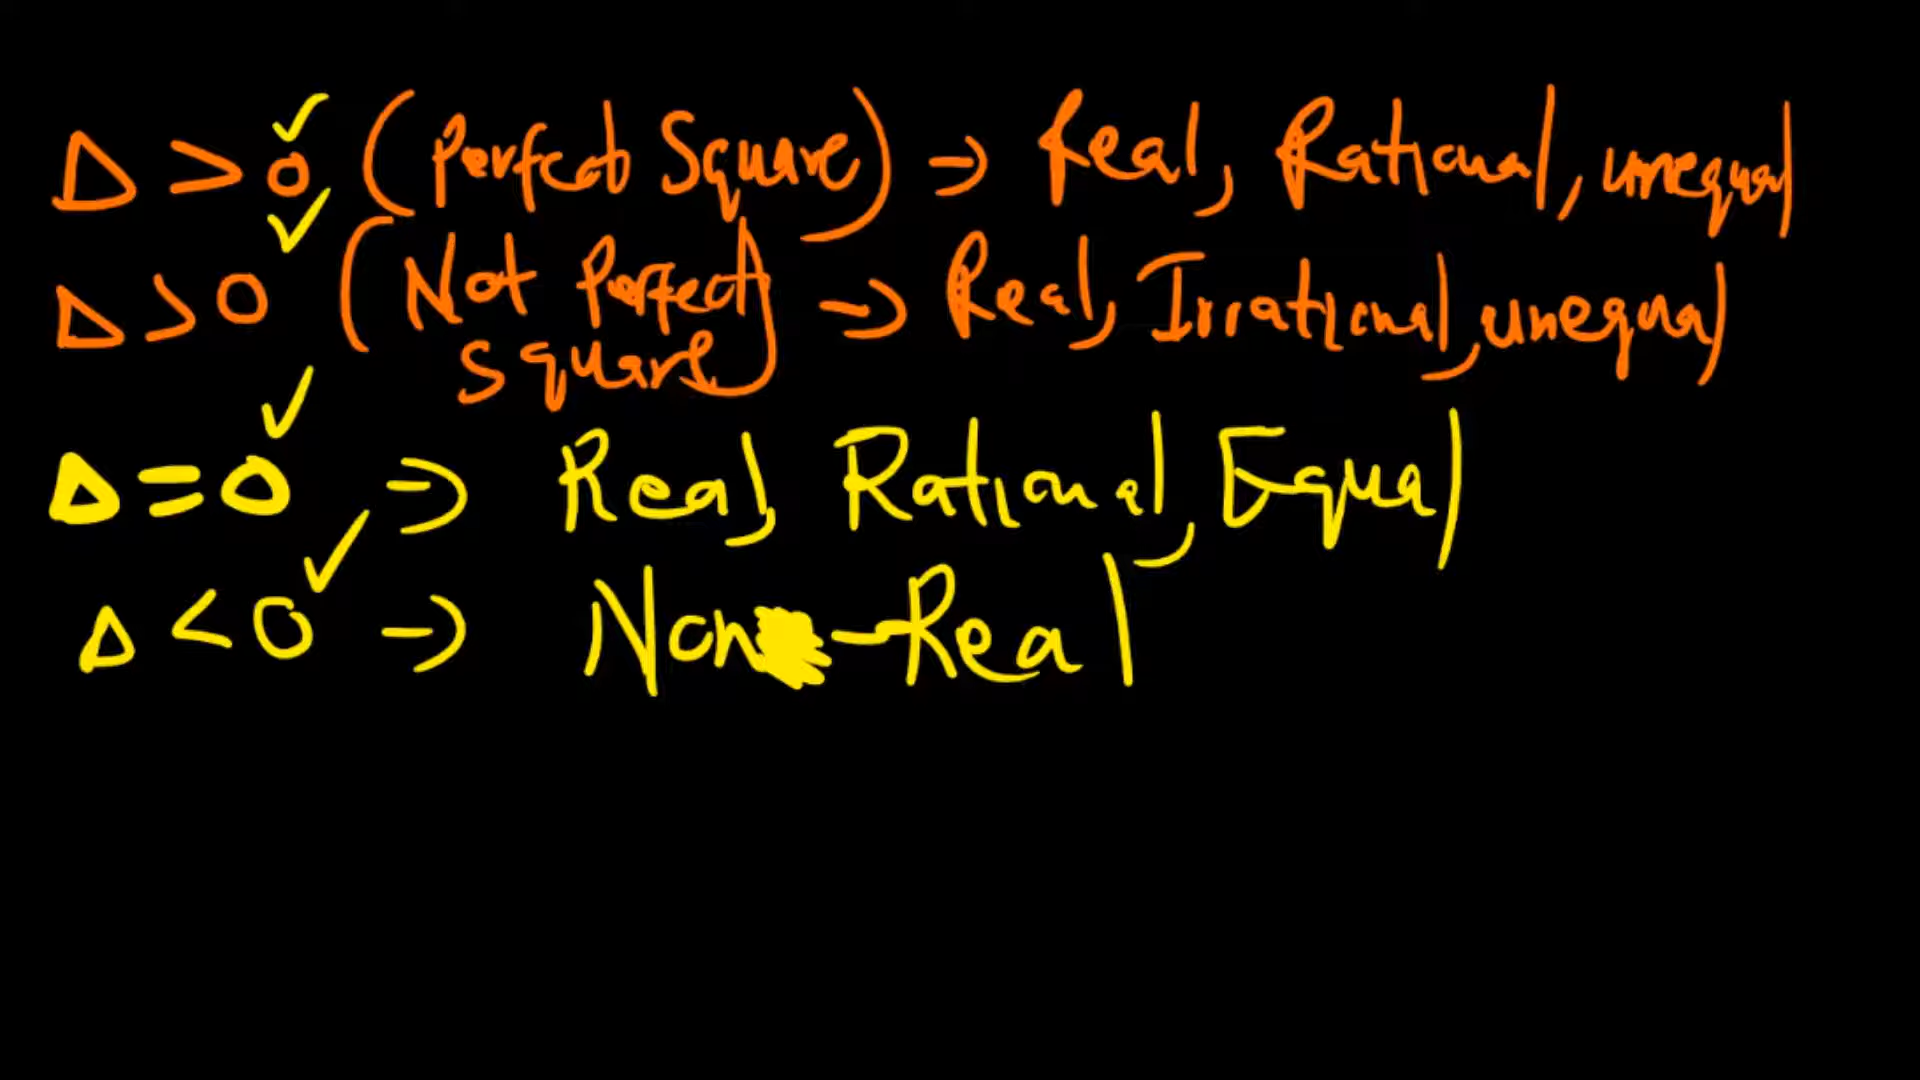 Δ > 0 (Perfect Square) → Real, Rational, unequal
Δ > 0 (Not Perfect → Real, Irrational, unequal
Square)
Δ = 0 → Real, Rational, Equal
Δ < 0 → Non-Real